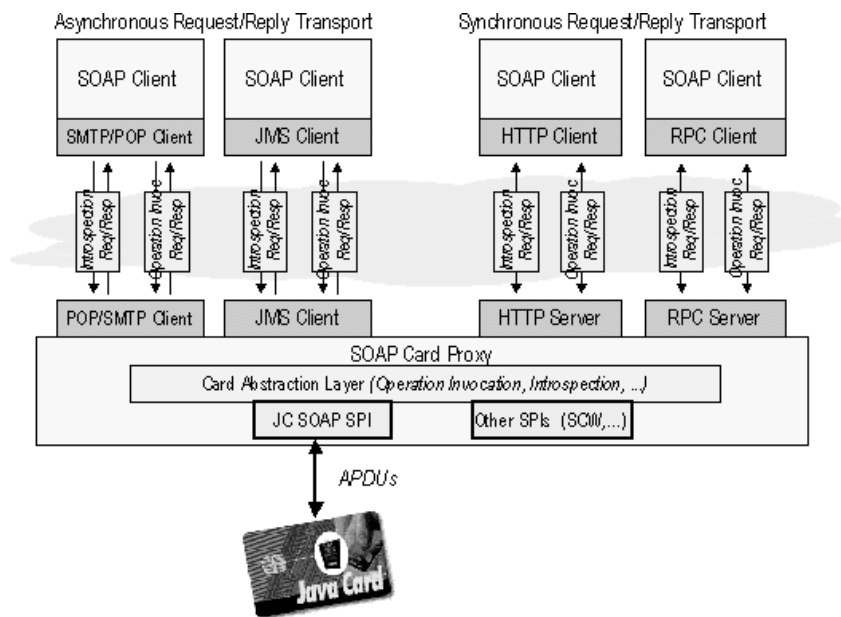 Asynchronous Request/Reply Transport
Synchronous Request/Reply Transport
SOAP Client
SOAP Client
SOAP Client
SOAP Client
SMTP/POP Client
JMS Client
HTTP Client
RPC Client
Introspection
Req/Resp
Operation Invoc
Req/Resp
Introspection
Req/Resp
Operation Invoc
Req/Resp
Introspection
Req/Resp
Operation Invoc
Req/Resp
Introspection
Req/Resp
Operation Invoc
Req/Resp
POP/SMTP Client
JMS Client
HTTP Server
RPC Server
SOAP Card Proxy
Card Abstraction Layer (Operation Invocation, Introspection, ...)
JC SOAP SPI
Other SPIs (SCW,...)
APDUs
Java Card